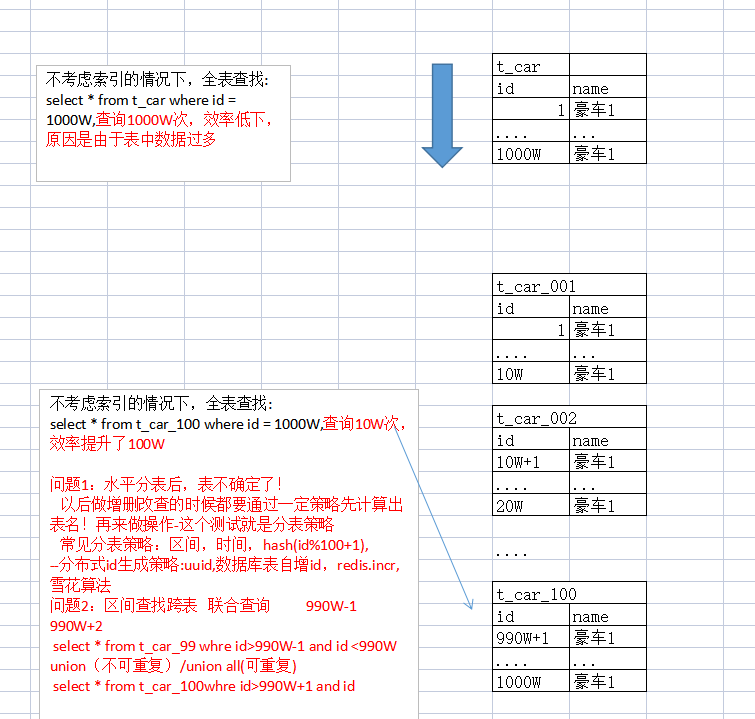 不考虑索引的情况下，全表查找：
select * from t_car where id =
1000W,查询1000W次，效率低下，
原因是由于表中数据过多
t_car
id name
1 豪车1
.... ...
1000W 豪车1
t_car_001
id name
1 豪车1
.... ...
10W 豪车1
不考虑索引的情况下，全表查找：
select * from t_car_100 where id = 1000W,查询10W次，
效率提升了100W
问题1：水平分表后，表不确定了！
以后做增删改查的时候都要通过一定策略先计算出
表名！再来做操作-这个测试就是分表策略
常见分表策略：区间，时间，hash(id%100+1),
--分布式id生成策略:uuid,数据库表自增id，redis.incr,
雪花算法
问题2：区间查找跨表 联合查询 990W-1
990W+2
select * from t_car_99 whre id>990W-1 and id <990W
union（不可重复）/union all(可重复)
select * from t_car_100whre id>990W+1 and id
t_car_002
id name
10W+1 豪车1
.... ...
20W 豪车1
....
t_car_100
id name
990W+1 豪车1
.... ...
1000W 豪车1